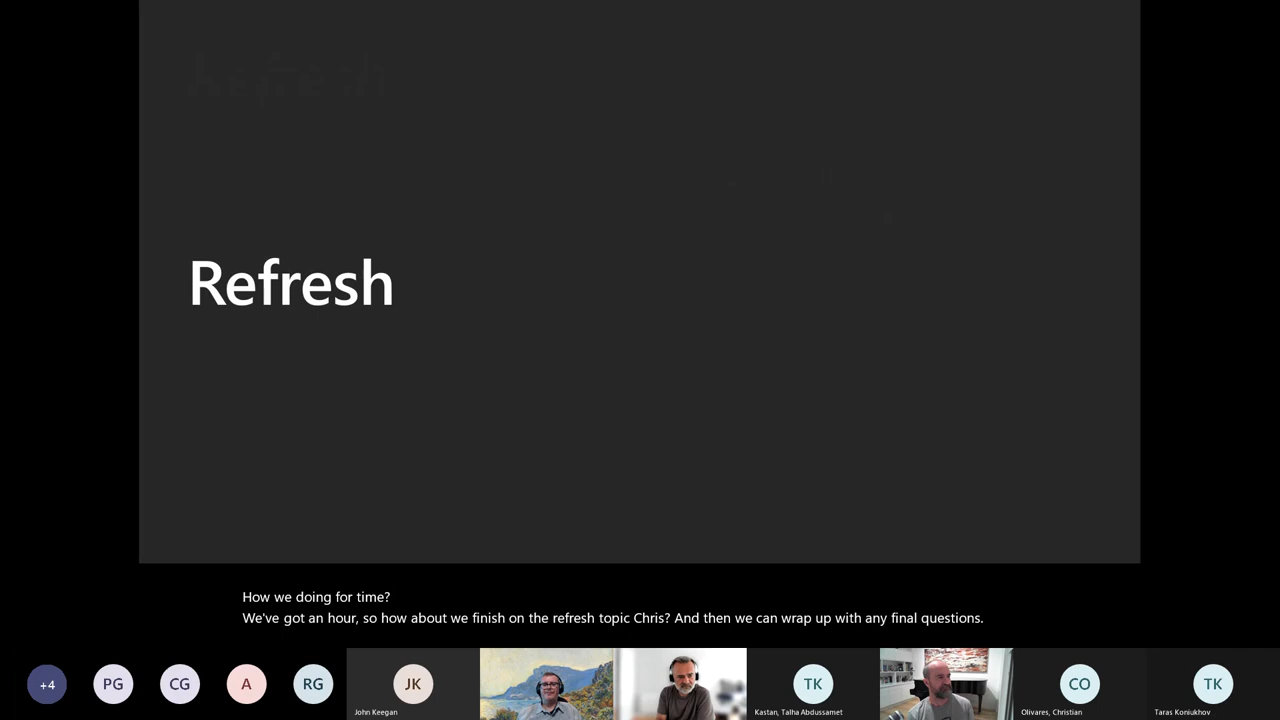 Refresh
How we doing for time?
We've got an hour, so how about we finish on the refresh topic Chris? And then we can wrap up with any final questions.
+4
PG
CG
A
RG
JK
John Keegan
TK
Kastan, Talha Abdussamet
CO
Olivares, Christian
TK
Taras Koniukhov